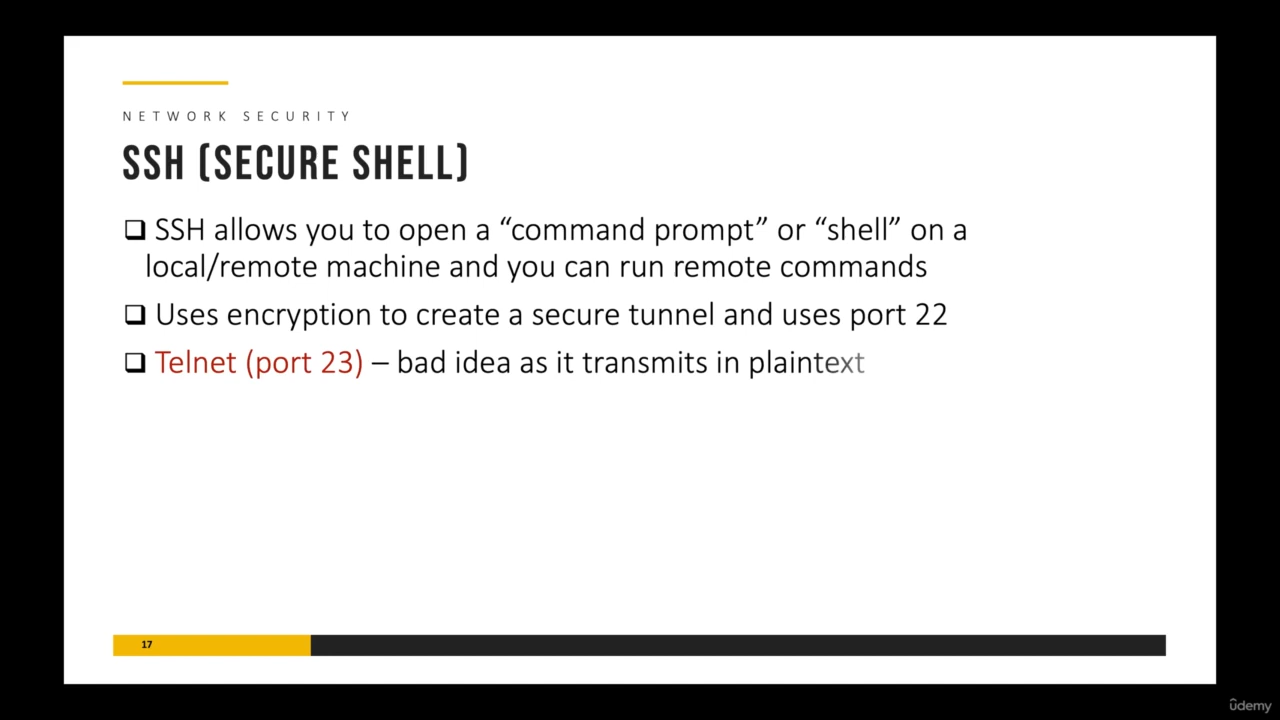 NETWORK SECURITY
SSH (SECURE SHELL)
SSH allows you to open a “command prompt” or “shell” on a
local/remote machine and you can run remote commands
Uses encryption to create a secure tunnel and uses port 22
Telnet (port 23) – bad idea as it transmits in plaintext
17
ûdemy